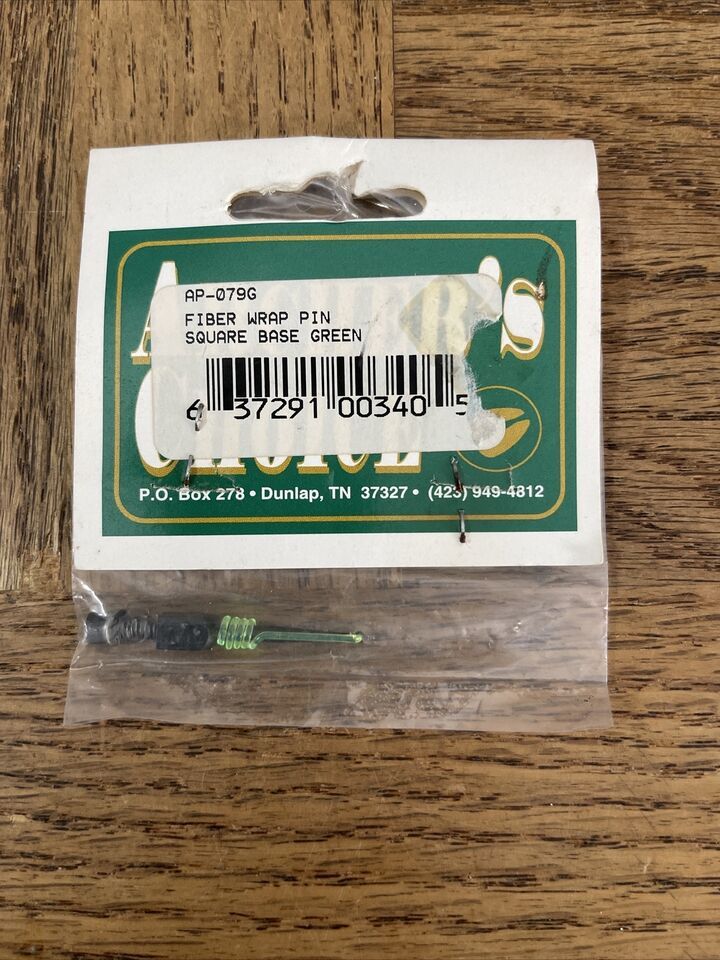 AP-079G
FIBER WRAP PIN
SQUARE BASE GREEN
6 37291 00340 5
P.O. Box 278 • Dunlap, TN 37327 • (423) 949-4812